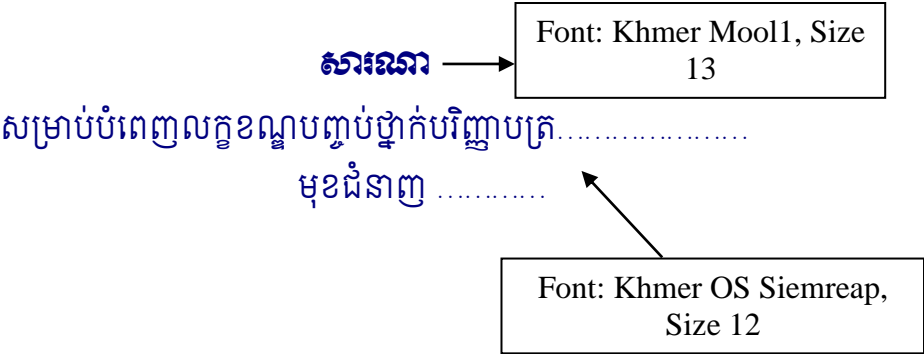 Font: Khmer Mool1, Size
13
សារណា
សម្រាប់បំពេញលក្ខខណ្ឌបញ្ចប់ថ្នាក់បរិញ្ញាបត្រ…………………
មុខជំនាញ …………
Font: Khmer OS Siemreap,
Size 12